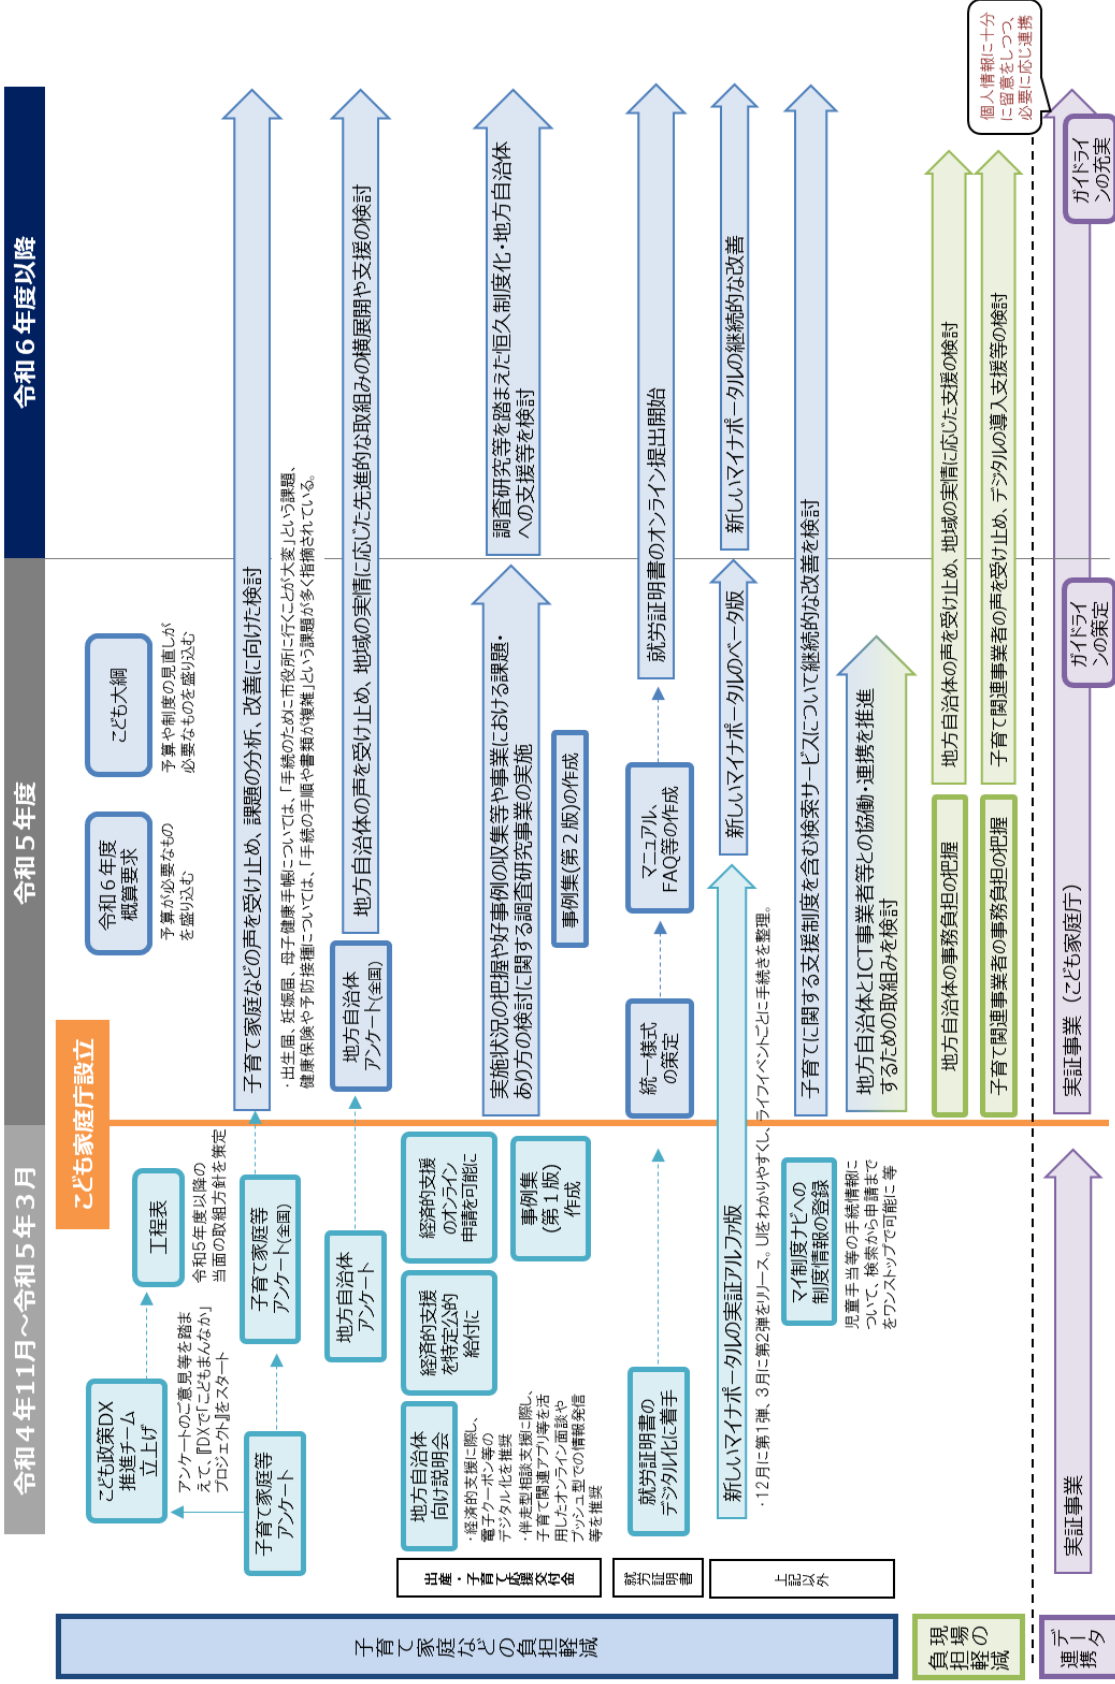 令和４年11月～令和５年３月
令和５年度
令和６年度以降
こども家庭庁設立
子育て家庭などの負担軽減
こども政策DX
推進チーム
立上げ
工程表
アンケートのご意見等を踏ま
えて、『DXで「こどもまんなか」
プロジェクト』をスタート
令和5年度以降の
当面の取組方針を策定
令和６年度
概算要求
予算が必要なもの
を盛り込む
こども大綱
予算や制度の見直しが
必要なものを盛り込む
子育て家庭等
アンケート
子育て家庭等
アンケート(全国)
子育て家庭などの声を受け止め、課題の分析、改善に向けた検討
・出生届、妊娠届、母子健康手帳については、「手続のために市役所に行くことが大変」という課題、
健康保険や予防接種については、「手続の手順や書類が複雑」という課題が多く指摘されている。
地方自治体
アンケート
地方自治体
アンケート(全国)
地方自治体の声を受け止め、地域の実情に応じた先進的な取組みの横展開や支援の検討
出産・子育て応援交付金
地方自治体
向け説明会
・経済的支援に際し、
電子クーポン等の
デジタル化を推奨
・伴走型相談支援に際し、
子育て関連アプリ等を活
用したオンライン面談や
プッシュ型での情報発信
等を推奨
経済的支援
を特定公的
給付に
経済的支援
のオンライン
申請を可能に
事例集
(第１版)
作成
実施状況の把握や好事例の収集等や事業における課題・
あり方の検討に関する調査研究事業の実施
事例集(第２版)の作成
調査研究等を踏まえた恒久制度化・地方自治体
への支援等を検討
就労証明書
就労証明書の
デジタル化に着手
統一様式
の策定
マニュアル、
FAQ等の作成
就労証明書のオンライン提出開始
上記以外
新しいマイナポータルの実証アルファ版
・12月に第1弾、3月に第2弾をリリース。UIをわかりやすくし、ライフイベントごとに手続きを整理。
新しいマイナポータルのベータ版
新しいマイナポータルの継続的な改善
マイ制度ナビへの
制度情報の登録
児童手当等の手続情報に
ついて、検索から申請まで
をワンストップで可能に 等
子育てに関する支援制度を含む検索サービスについて継続的な改善を検討
地方自治体とICT事業者等との協働・連携を推進
するための取組みを検討
現場の
負担軽減
地方自治体の事務負担の把握
地方自治体の声を受け止め、地域の実情に応じた支援の検討
子育て関連事業者の事務負担の把握
子育て関連事業者の声を受け止め、デジタルの導入支援等の検討
個人情報に十分
に留意をしつつ、
必要に応じ連携
データ
連携
実証事業
実証事業（こども家庭庁）
ガイドライ
ンの策定
ガイドライ
ンの充実